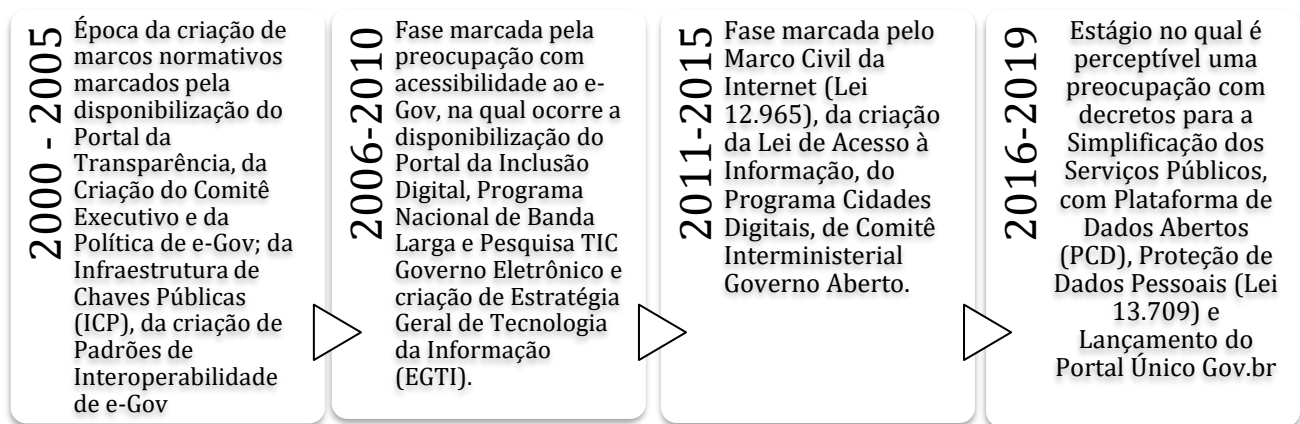 2000 - 2005
Época da criação de
marcos normativos
marcados pela
disponibilização do
Portal da
Transparência, da
Criação do Comitê
Executivo e da
Política de e-Gov; da
Infraestrutura de
Chaves Públicas
(ICP), da criação de
Padrões de
Interoperabilidade
de e-Gov
2006-2010
Fase marcada pela
preocupação com
acessibilidade ao e-
Gov, na qual ocorre a
disponibilização do
Portal da Inclusão
Digital, Programa
Nacional de Banda
Larga e Pesquisa TIC
Governo Eletrônico e
criação de Estratégia
Geral de Tecnologia
da Informação
(EGTI).
2011-2015
Fase marcada pelo
Marco Civil da
Internet (Lei
12.965), da criação
da Lei de Acesso à
Informação, do
Programa Cidades
Digitais, de Comitê
Interministerial
Governo Aberto.
2016-2019
Estágio no qual é
perceptível uma
preocupação com
decretos para a
Simplificação dos
Serviços Públicos,
com Plataforma de
Dados Abertos
(PCD), Proteção de
Dados Pessoais (Lei
13.709) e
Lançamento do
Portal Único Gov.br